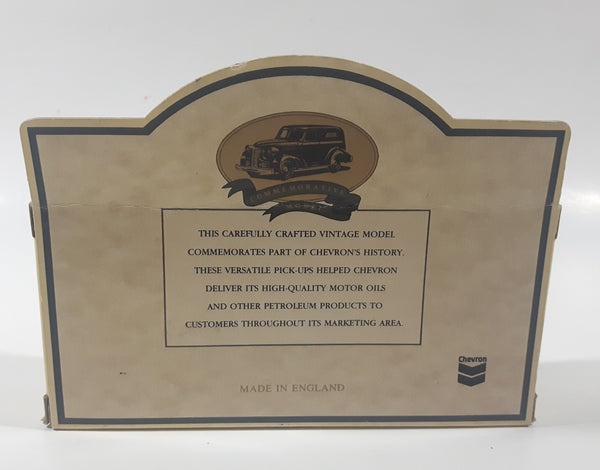 COMMEMORATIVE
MODEL
THIS CAREFULLY CRAFTED VINTAGE MODEL
COMMEMORATES PART OF CHEVRON'S HISTORY.
THESE VERSATILE PICK-UPS HELPED CHEVRON
DELIVER ITS HIGH-QUALITY MOTOR OILS
AND OTHER PETROLEUM PRODUCTS TO
CUSTOMERS THROUGHOUT ITS MARKETING AREA.
Chevron
MADE IN ENGLAND